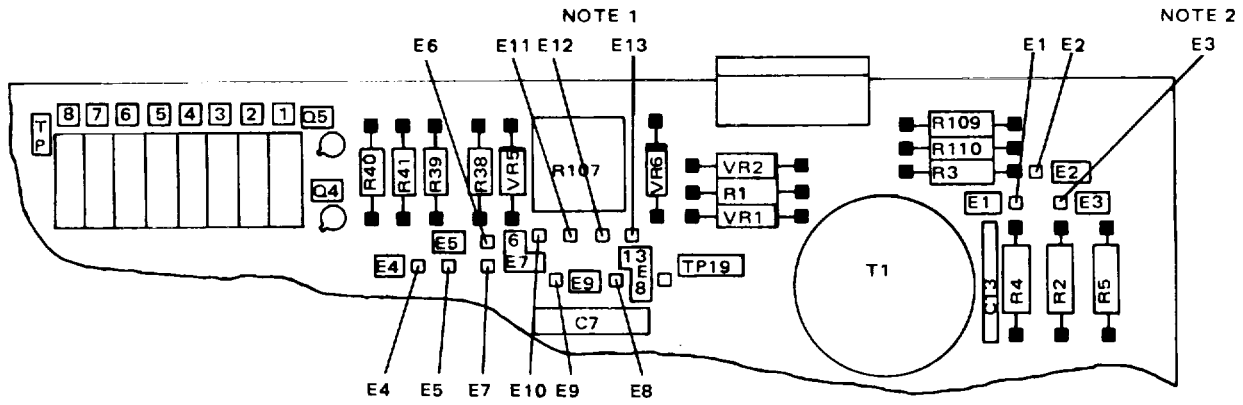 NOTE 1
NOTE 2
E6 E11 E12 E13 E1 E2 E3
TP 8 7 6 5 4 3 2 1 Q5
R40 R41 R39 R38 VR5 R107 VR6
VR2
R1
VR1
R109
R110
R3
E2
Q4
E1 E3
E5 6 E7 13 E8 TP19
E4 E9
C7
T1
C13 R4 R2 R5
E4 E5 E7 E10 E9 E8